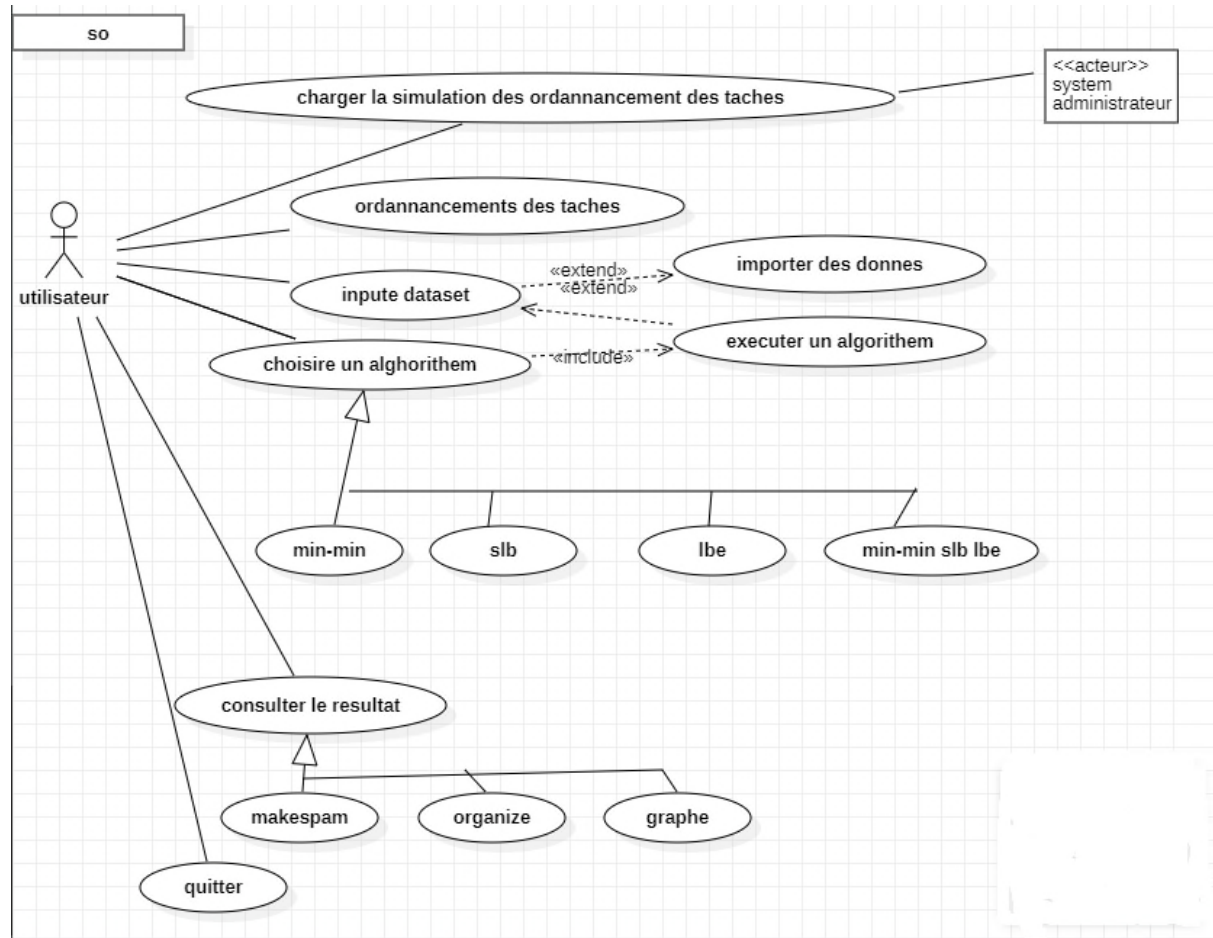 so
charger la simulation des ordannancement des taches
<<acteur>>
system
administrateur
ordannancements des taches
utilisateur
inpute dataset
«extend»
«extend»
importer des donnes
choisire un alghorithem
«include»
executer un algorithem
min-min
slb
lbe
min-min slb lbe
consulter le resultat
makespam
organize
graphe
quitter